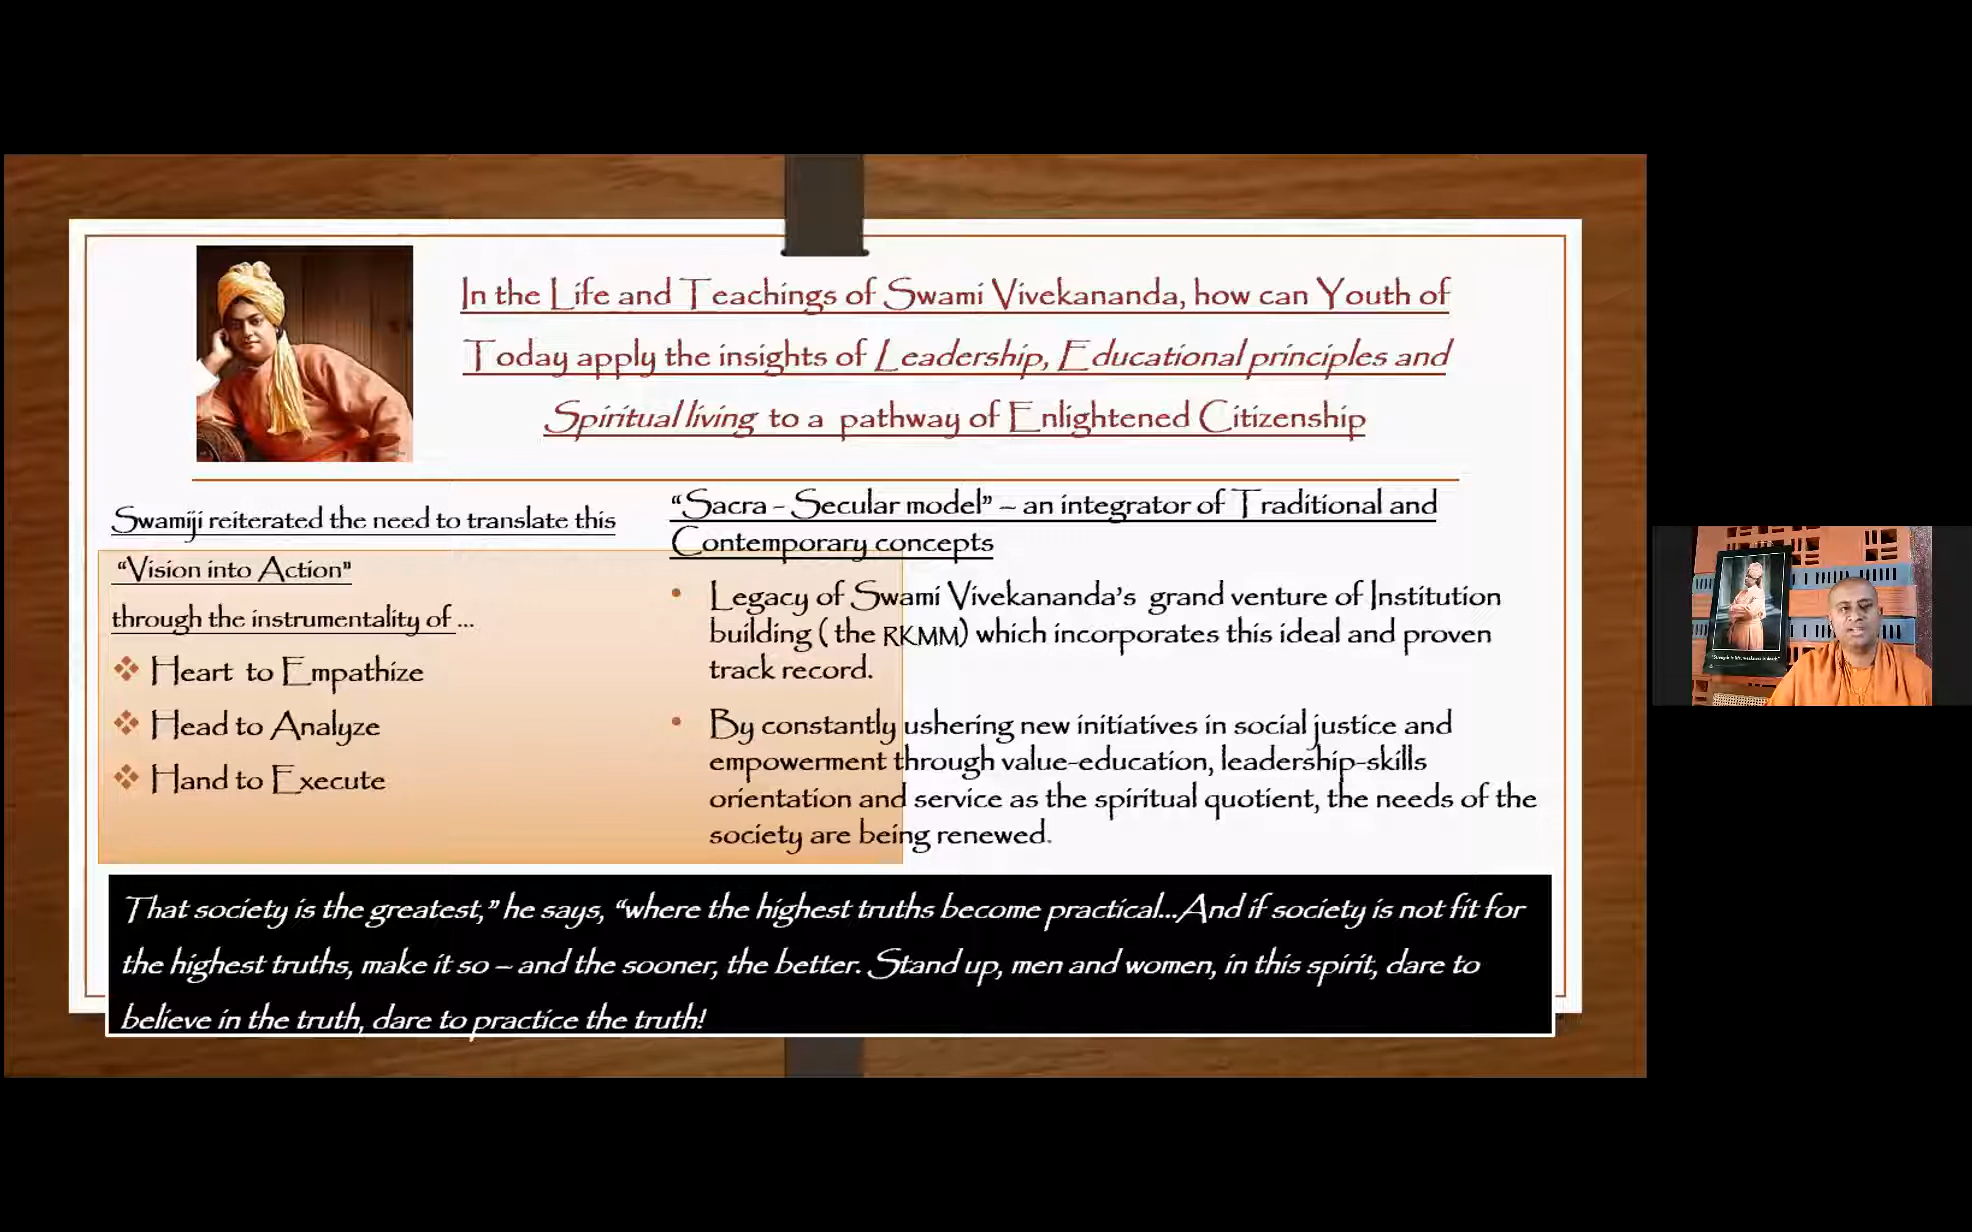 In the Life and Teachings of Swami Vivekananda, how can Youth of
Today apply the insights of Leadership, Educational principles and
Spiritual living to a pathway of Enlightened Citizenship
Swamiji reiterated the need to translate this
“Vision into Action”
through the instrumentality of ...
❖ Heart to Empathize
❖ Head to Analyze
❖ Hand to Execute
“Sacra - Secular model” – an integrator of Traditional and
Contemporary concepts
• Legacy of Swami Vivekananda’s grand venture of Institution
building ( the RKMM) which incorporates this ideal and proven
track record.
• By constantly ushering new initiatives in social justice and
empowerment through value-education, leadership-skills
orientation and service as the spiritual quotient, the needs of the
society are being renewed.
That society is the greatest,” he says, “where the highest truths become practical...And if society is not fit for
the highest truths, make it so – and the sooner, the better. Stand up, men and women, in this spirit, dare to
believe in the truth, dare to practice the truth!